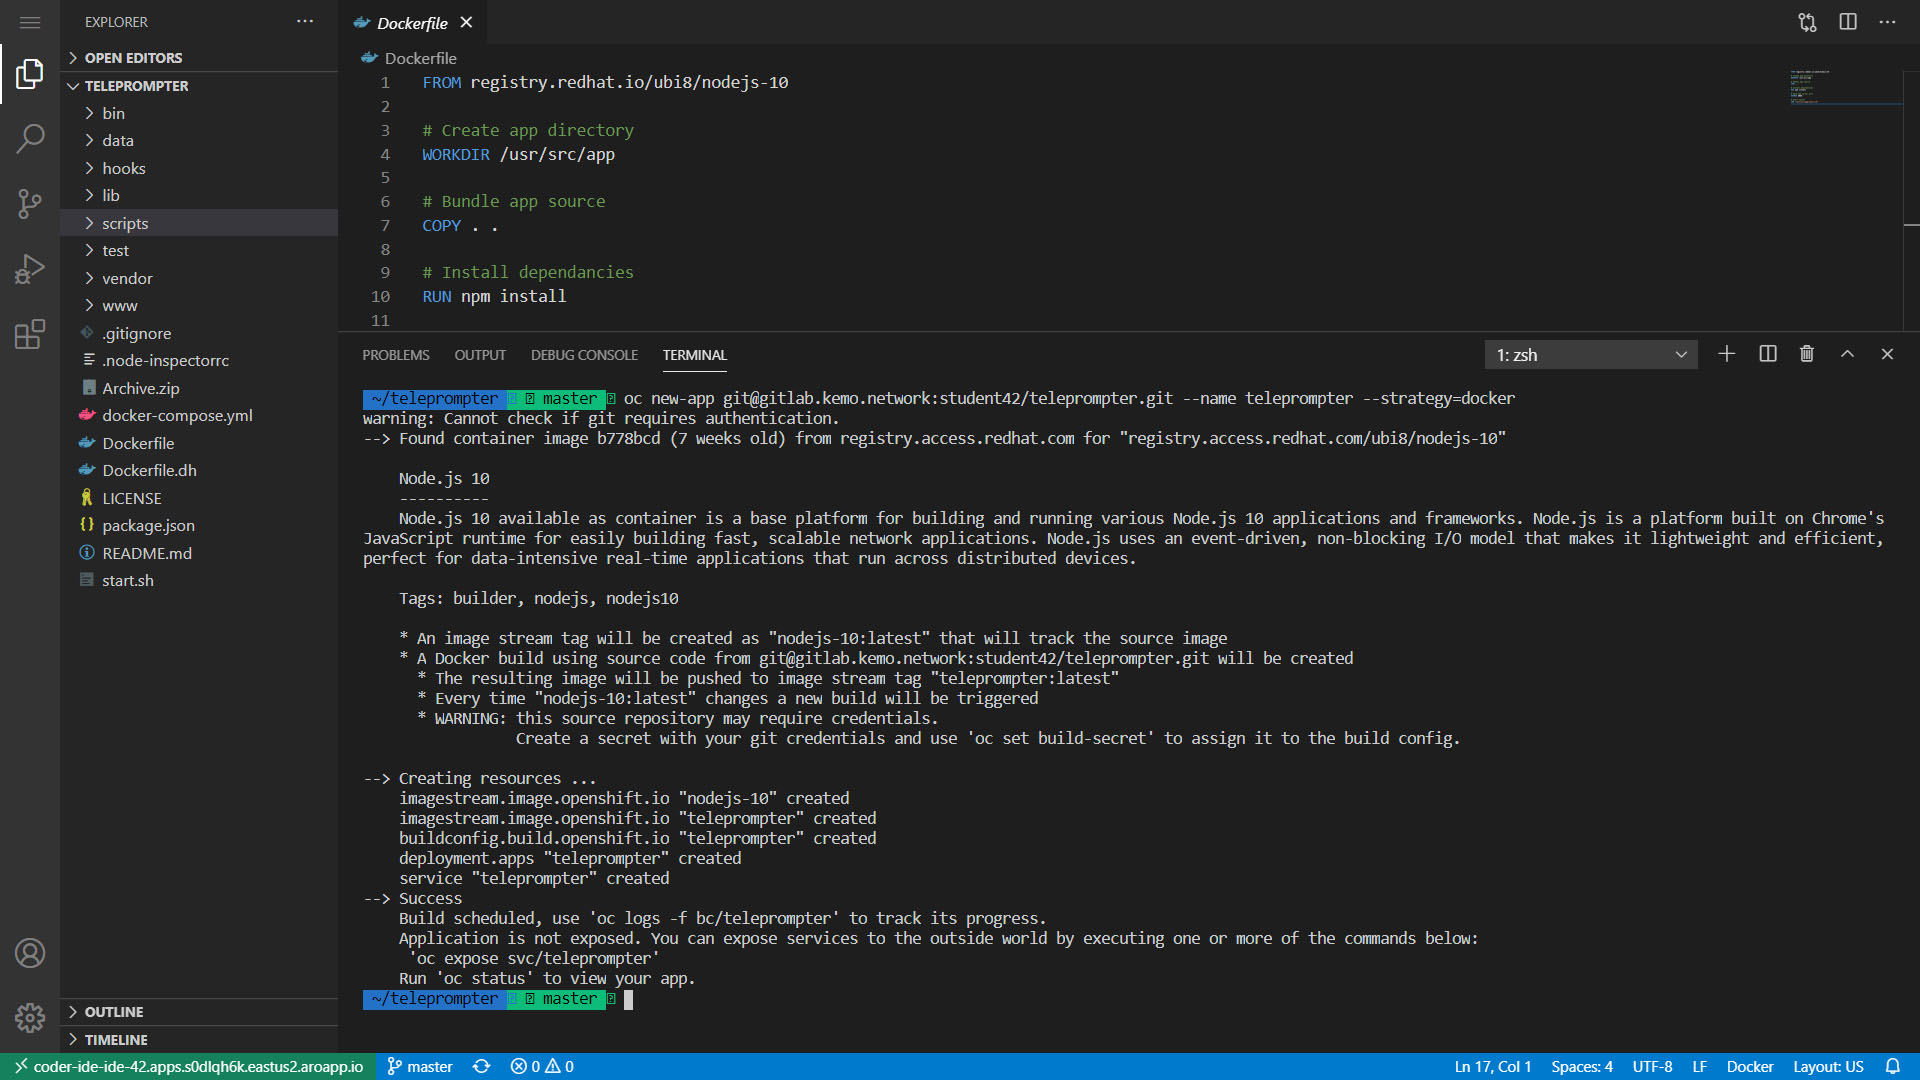 EXPLORER
OPEN EDITORS
TELEPROMPTER
bin
data
hooks
lib
scripts
test
vendor
www
.gitignore
.node-inspectorrc
Archive.zip
docker-compose.yml
Dockerfile
Dockerfile.dh
LICENSE
package.json
README.md
start.sh
OUTLINE
TIMELINE
Dockerfile
Dockerfile
1 FROM registry.redhat.io/ubi8/nodejs-10
2
3 # Create app directory
4 WORKDIR /usr/src/app
5
6 # Bundle app source
7 COPY . .
8
9 # Install dependancies
10 RUN npm install
11
PROBLEMS OUTPUT DEBUG CONSOLE TERMINAL 1: zsh
~/teleprompter master oc new-app git@gitlab.kemo.network:student42/teleprompter.git --name teleprompter --strategy=docker
warning: Cannot check if git requires authentication.
--> Found container image b778bcd (7 weeks old) from registry.access.redhat.com for "registry.access.redhat.com/ubi8/nodejs-10"
Node.js 10
----------
Node.js 10 available as container is a base platform for building and running various Node.js 10 applications and frameworks. Node.js is a platform built on Chrome's
JavaScript runtime for easily building fast, scalable network applications. Node.js uses an event-driven, non-blocking I/O model that makes it lightweight and efficient,
perfect for data-intensive real-time applications that run across distributed devices.
Tags: builder, nodejs, nodejs10
* An image stream tag will be created as "nodejs-10:latest" that will track the source image
* A Docker build using source code from git@gitlab.kemo.network:student42/teleprompter.git will be created
* The resulting image will be pushed to image stream tag "teleprompter:latest"
* Every time "nodejs-10:latest" changes a new build will be triggered
* WARNING: this source repository may require credentials.
Create a secret with your git credentials and use 'oc set build-secret' to assign it to the build config.
--> Creating resources ...
imagestream.image.openshift.io "nodejs-10" created
imagestream.image.openshift.io "teleprompter" created
buildconfig.build.openshift.io "teleprompter" created
deployment.apps "teleprompter" created
service "teleprompter" created
--> Success
Build scheduled, use 'oc logs -f bc/teleprompter' to track its progress.
Application is not exposed. You can expose services to the outside world by executing one or more of the commands below:
'oc expose svc/teleprompter'
Run 'oc status' to view your app.
~/teleprompter master
coder-ide-ide-42.apps.s0dlqh6k.eastus2.aroapp.io master 0 0 Ln 17, Col 1 Spaces: 4 UTF-8 LF Docker Layout: US